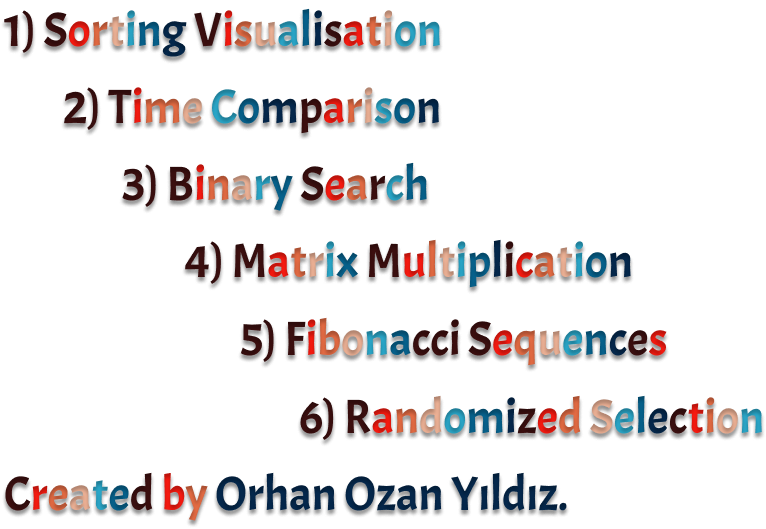 1) Sorting Visualisation
2) Time Comparison
3) Binary Search
4) Matrix Multiplication
5) Fibonacci Sequences
6) Randomized Selection
Created by Orhan Ozan Yıldız.